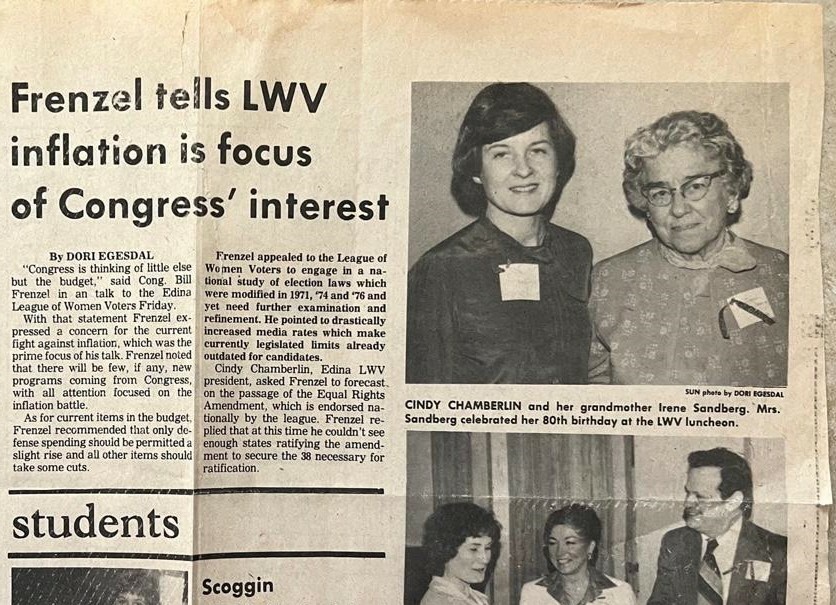 Frenzel tells LWV
inflation is focus
of Congress' interest
By DORI EGESDAL
"Congress is thinking of little else
but the budget," said Cong. Bill
Frenzel in an talk to the Edina
League of Women Voters Friday.
With that statement Frenzel ex-
pressed a concern for the current
fight against inflation, which was the
prime focus of his talk. Frenzel noted
that there will be few, if any, new
programs coming from Congress,
with all attention focused on the
inflation battle.
As for current items in the budget,
Frenzel recommended that only de-
fense spending should be permitted a
slight rise and all other items should
take some cuts.
Frenzel appealed to the League of
Women Voters to engage in a na-
tional study of election laws which
were modified in 1971, '74 and '76 and
yet need further examination and
refinement. He pointed to drastically
increased media rates which make
currently legislated limits already
outdated for candidates.
Cindy Chamberlin, Edina LWV
president, asked Frenzel to forecast
on the passage of the Equal Rights
Amendment, which is endorsed na-
tionally by the league. Frenzel re-
plied that at this time he couldn't see
enough states ratifying the amend-
ment to secure the 38 necessary for
ratification.
SUN photo by DORI EGESDAL
CINDY CHAMBERLIN and her grandmother Irene Sandberg. Mrs.
Sandberg celebrated her 80th birthday at the LWV luncheon.
students
Scoggin